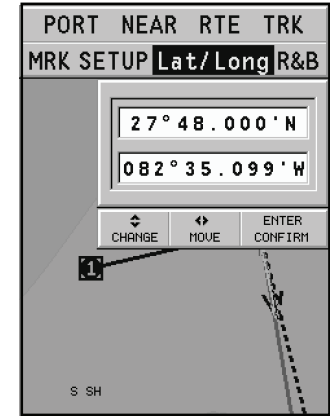 PORT NEAR RTE TRK
MRK SETUP Lat/Long R&B
27°48.000'N
082°35.099'W
CHANGE MOVE ENTER
CONFIRM
1
S SH